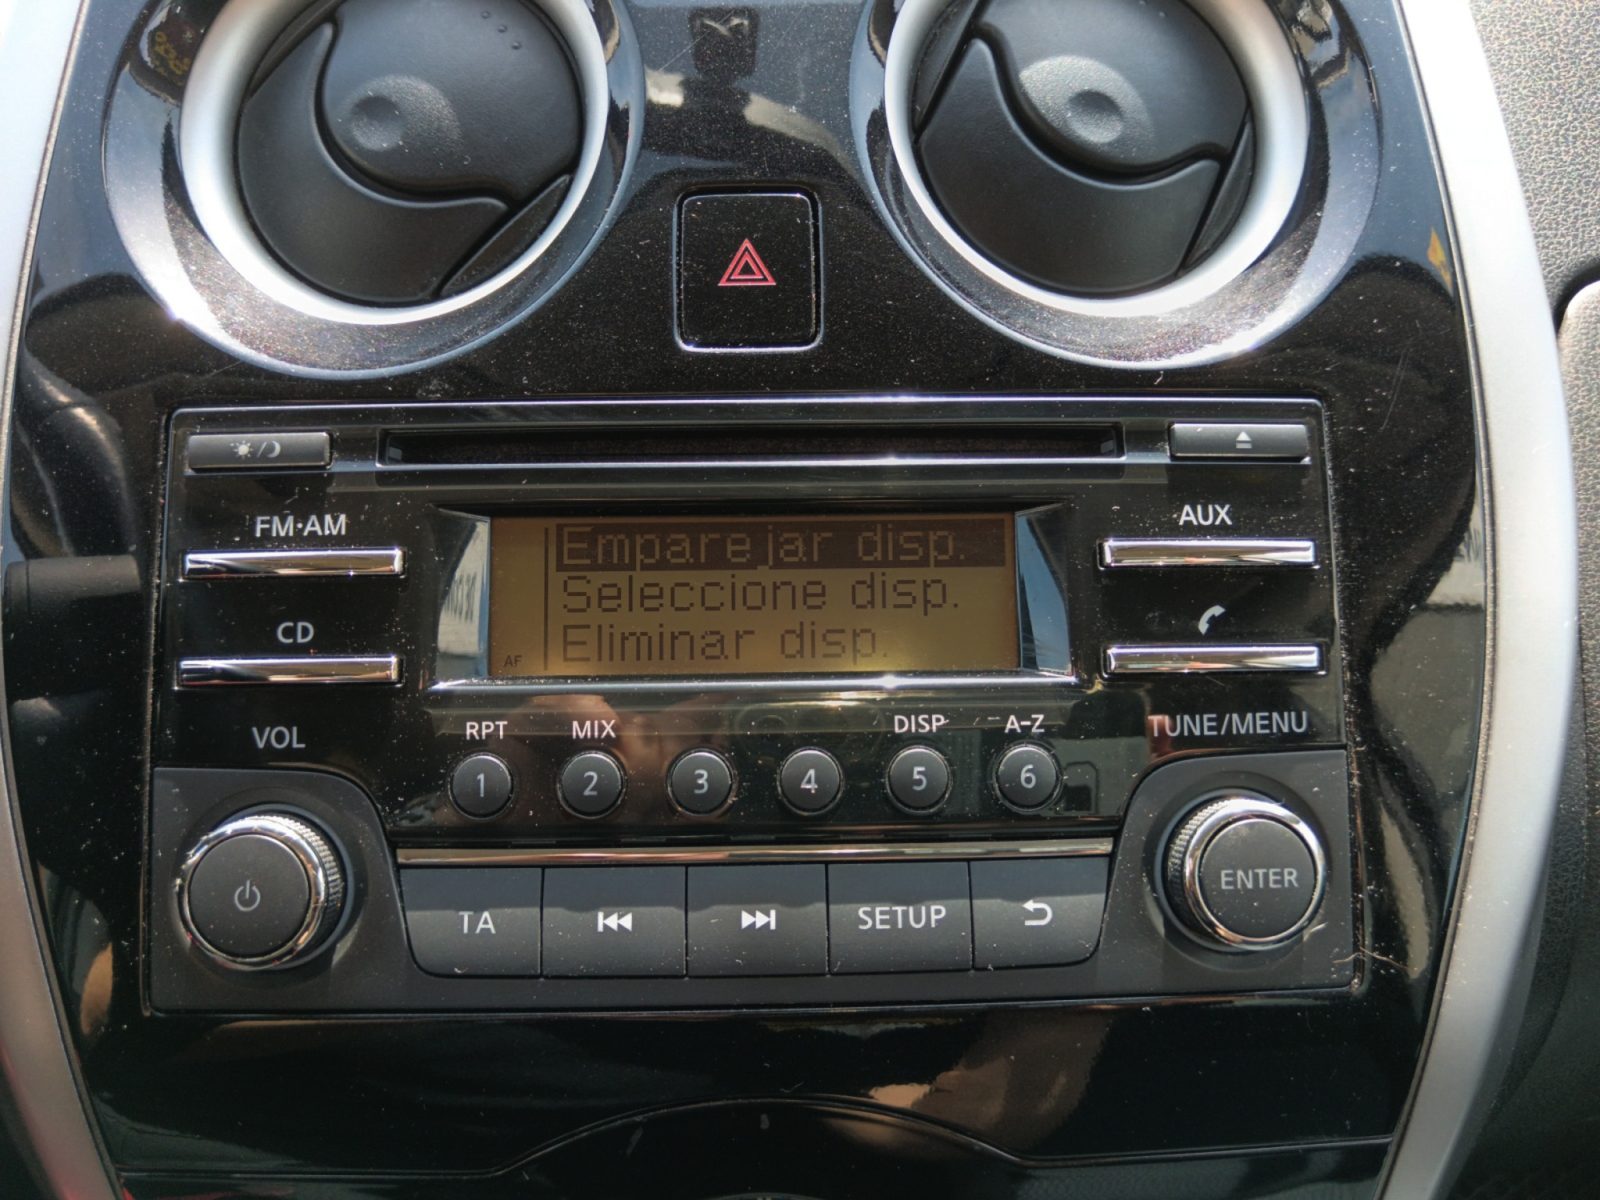 FM·AM
AUX
Emparejar disp.
Seleccione disp.
Eliminar disp.
AF
CD
VOL
RPT
MIX
DISP
A-Z
TUNE/MENU
1
2
3
4
5
6
TA
SETUP
ENTER